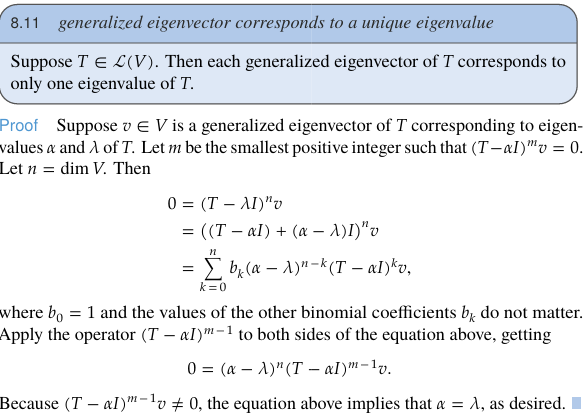 8.11 generalized eigenvector corresponds to a unique eigenvalue
Suppose T ∈ ℒ(V). Then each generalized eigenvector of T corresponds to
only one eigenvalue of T.
Proof Suppose v ∈ V is a generalized eigenvector of T corresponding to eigen-
values α and λ of T. Let m be the smallest positive integer such that (T−αI)^m v = 0.
Let n = dim V. Then
0 = (T − λI)^n v
= ((T − αI) + (α − λ)I)^n v
= ∑_{k=0}^{n} b_k(α − λ)^{n−k}(T − αI)^k v,
where b_0 = 1 and the values of the other binomial coefficients b_k do not matter.
Apply the operator (T − αI)^{m−1} to both sides of the equation above, getting
0 = (α − λ)^n(T − αI)^{m−1}v.
Because (T − αI)^{m−1}v ≠ 0, the equation above implies that α = λ, as desired.